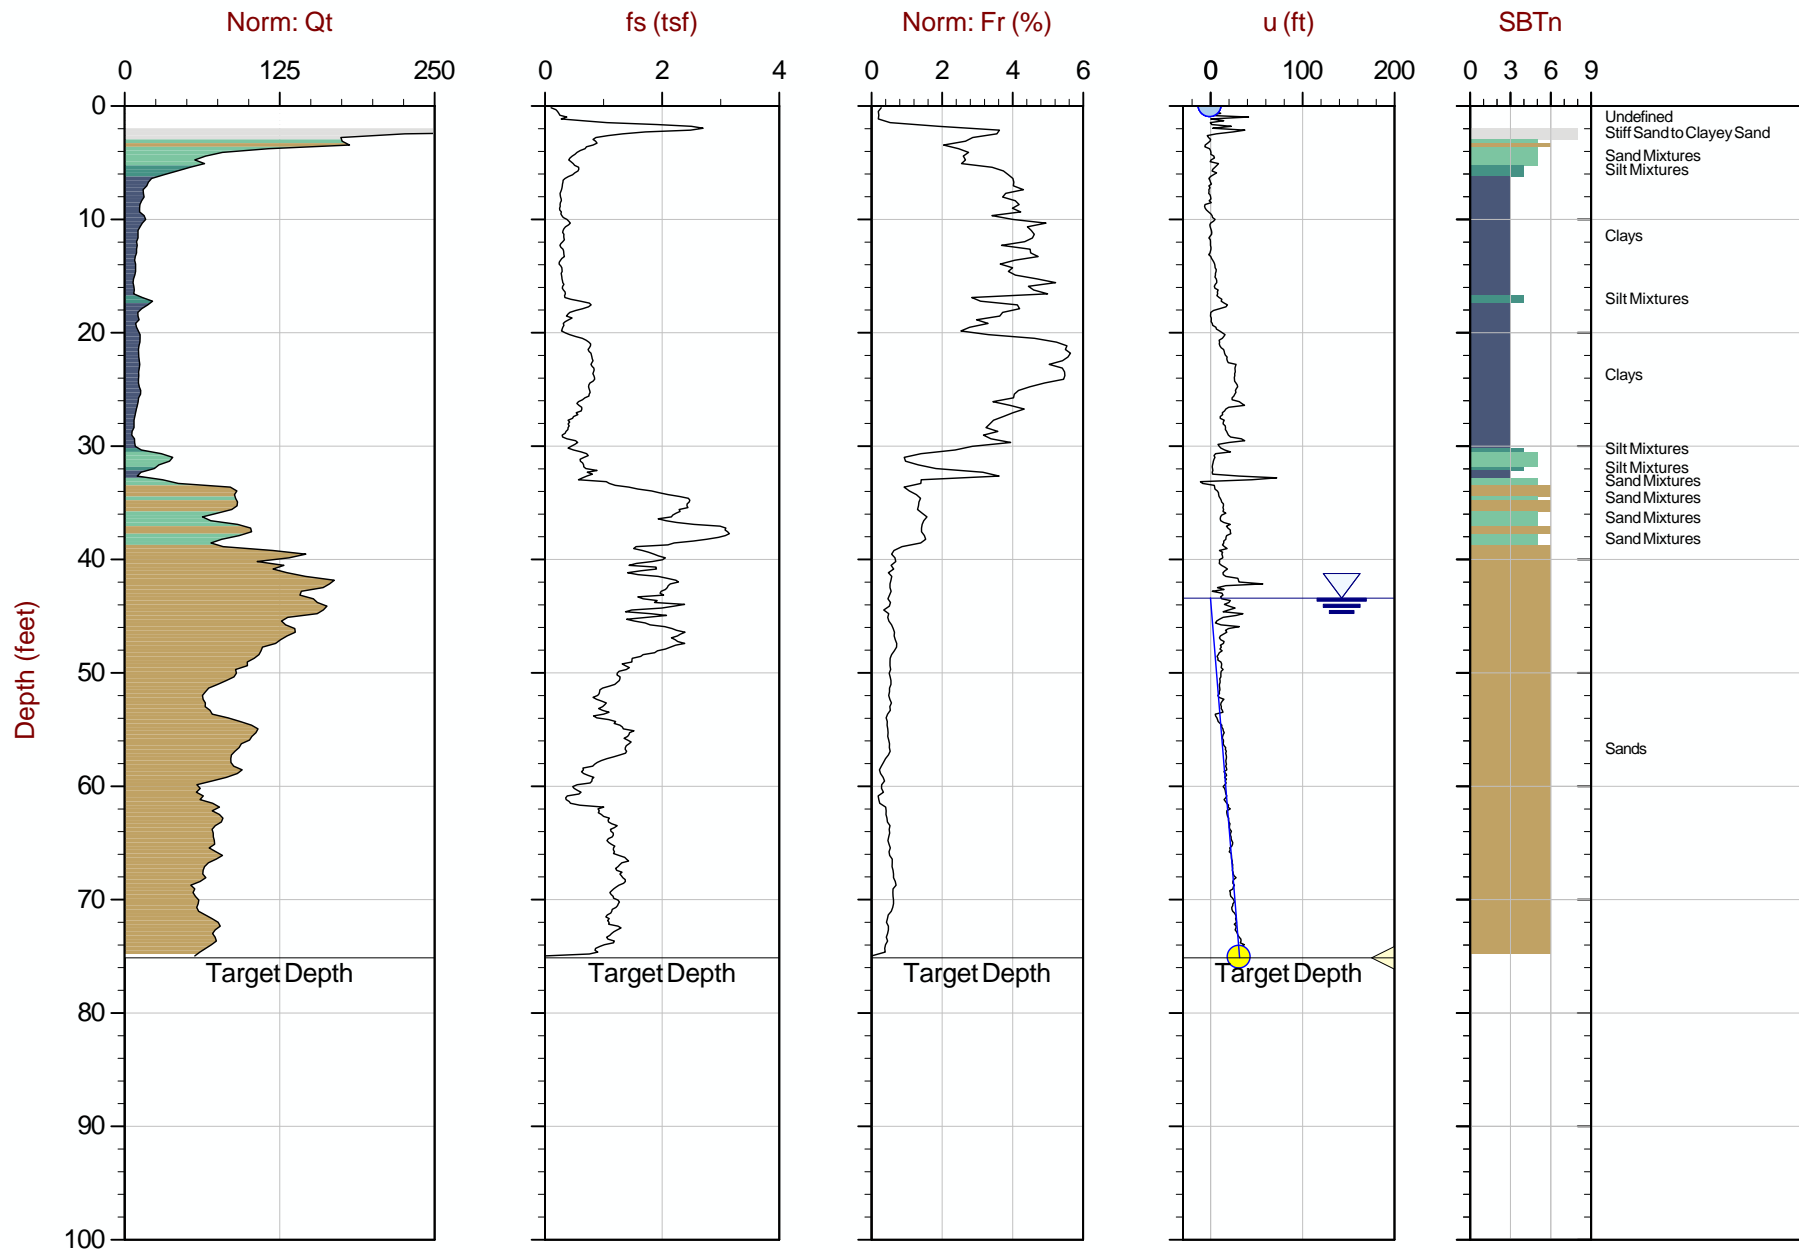 Norm: Qt fs (tsf) Norm: Fr (%) u (ft) SBTn
0 125 250 0 2 4 0 2 4 6 0 100 200 0 3 6 9
0
Undefined
Stiff Sand to Clayey Sand
Sand Mixtures
Silt Mixtures
10
Clays
Silt Mixtures
20
Clays
30
Silt Mixtures
Silt Mixtures
Sand Mixtures
Sand Mixtures
Sand Mixtures
Sand Mixtures
40
50
Depth (feet)
Sands
60
70
Target Depth Target Depth Target Depth Target Depth
80
90
100